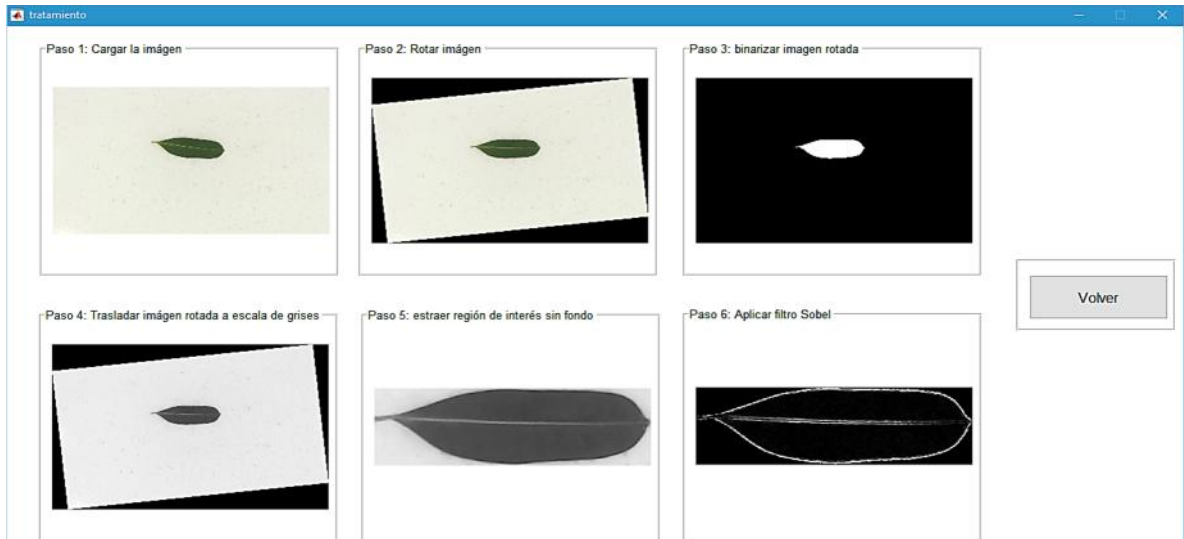 tratamiento
Paso 1: Cargar la imágen
Paso 2: Rotar imágen
Paso 3: binarizar imagen rotada
Volver
Paso 4: Trasladar imágen rotada a escala de grises
Paso 5: estraer región de interés sin fondo
Paso 6: Aplicar filtro Sobel